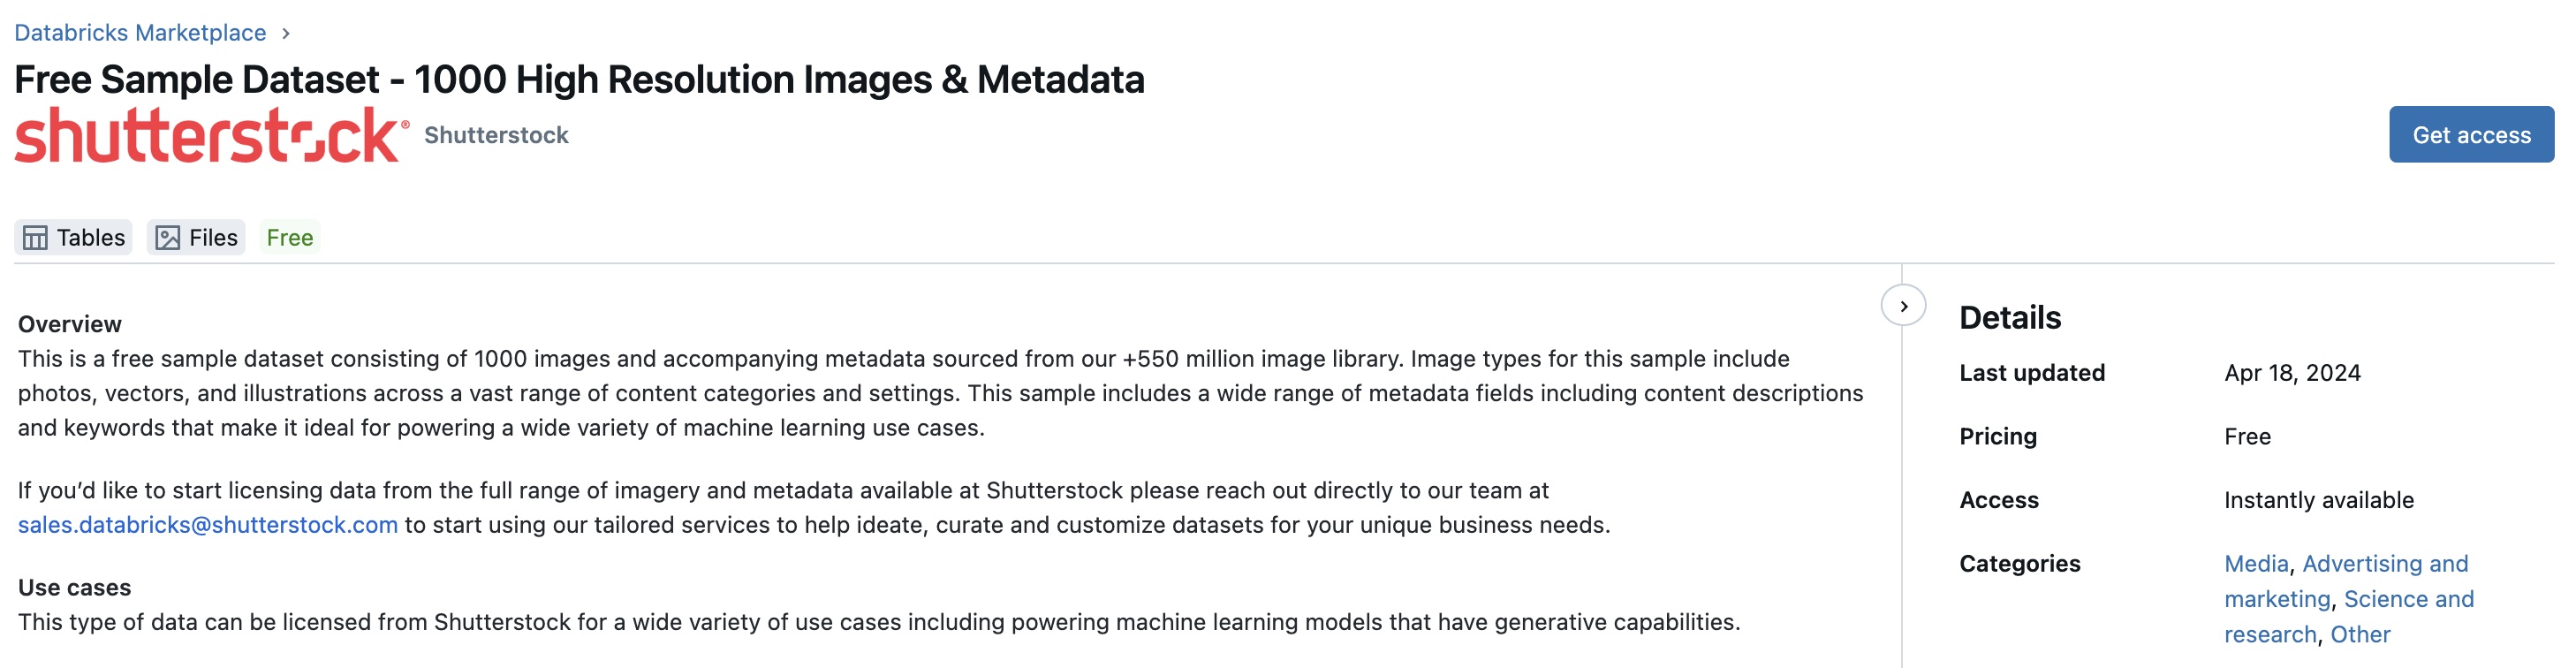 Databricks Marketplace >
Free Sample Dataset - 1000 High Resolution Images & Metadata
shutterstock® Shutterstock
Get access
Tables Files Free
Overview
This is a free sample dataset consisting of 1000 images and accompanying metadata sourced from our +550 million image library. Image types for this sample include
photos, vectors, and illustrations across a vast range of content categories and settings. This sample includes a wide range of metadata fields including content descriptions
and keywords that make it ideal for powering a wide variety of machine learning use cases.
If you’d like to start licensing data from the full range of imagery and metadata available at Shutterstock please reach out directly to our team at
sales.databricks@shutterstock.com to start using our tailored services to help ideate, curate and customize datasets for your unique business needs.
Use cases
This type of data can be licensed from Shutterstock for a wide variety of use cases including powering machine learning models that have generative capabilities.
Details
Last updated Apr 18, 2024
Pricing Free
Access Instantly available
Categories Media, Advertising and
marketing, Science and
research, Other